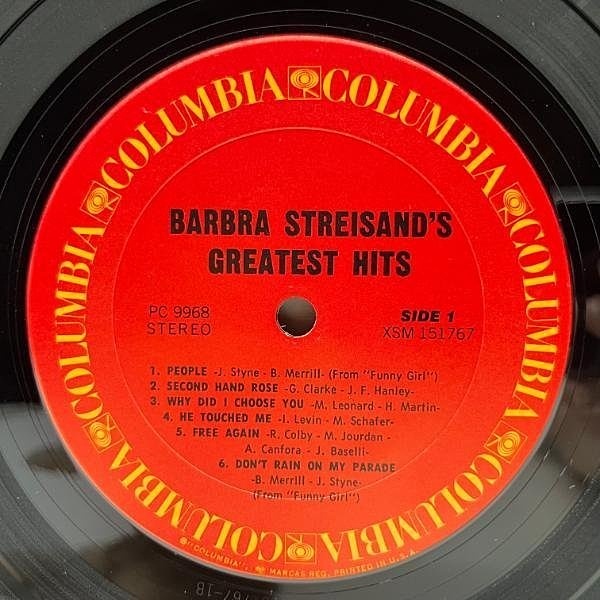 COLUMBIA COLUMBIA COLUMBIA COLUMBIA COLUMBIA COLUMBIA
BARBRA STREISAND'S
GREATEST HITS
PC 9968
STEREO
SIDE 1
XSM 151767
1. PEOPLE -J. Styne - B. Merrill- (From "Funny Girl")
2. SECOND HAND ROSE -G. Clarke - J. F. Hanley-
3. WHY DID I CHOOSE YOU -M. Leonard - H. Martin-
4. HE TOUCHED ME -I. Levin - M. Schafer-
5. FREE AGAIN -R. Colby - M. Jourdan -
A. Canfora - J. Baselli-
6. DON'T RAIN ON MY PARADE
-B. Merrill - J. Styne-
(From "Funny Girl")
"COLUMBIA", MARCAS REG. PRINTED IN U.S.A.